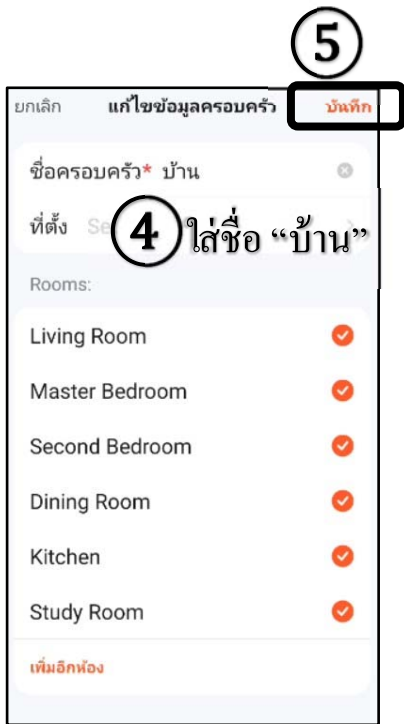 ⑤
ยกเลิก แก้ไขข้อมูลครอบครัว บันทึก
ชื่อครอบครัว* บ้าน
ที่ตั้ง Se
④ ใส่ชื่อ “บ้าน”
Rooms:
Living Room
Master Bedroom
Second Bedroom
Dining Room
Kitchen
Study Room
เพิ่มอีกห้อง